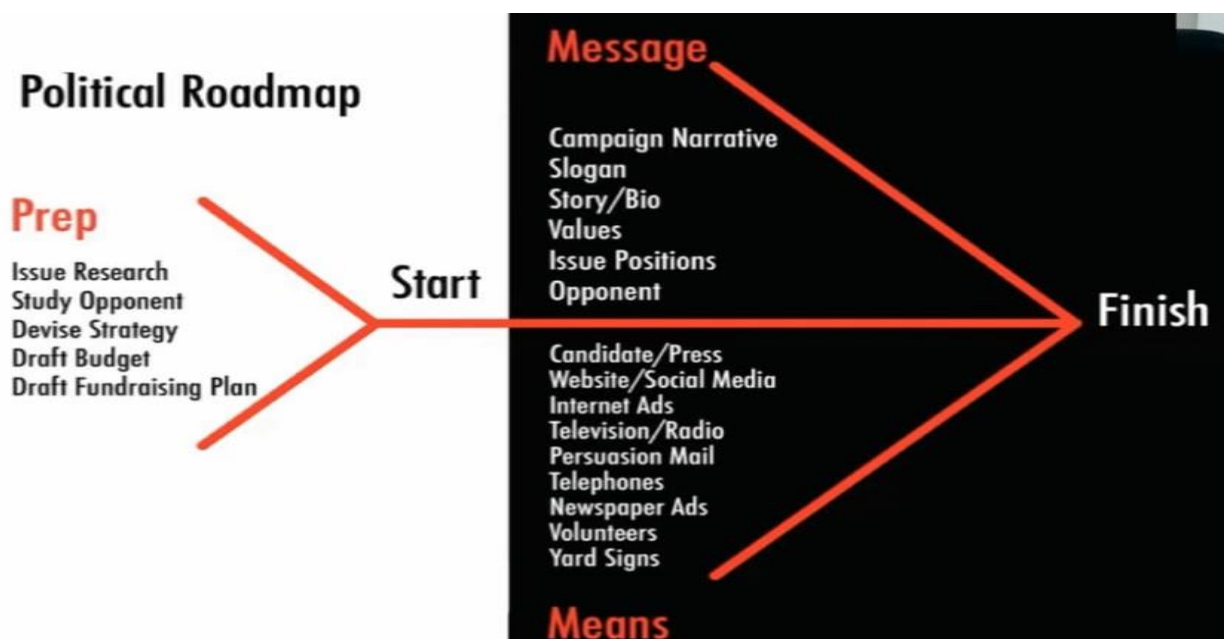 Political Roadmap
Prep
Issue Research
Study Opponent
Devise Strategy
Draft Budget
Draft Fundraising Plan
Start
Message
Campaign Narrative
Slogan
Story/Bio
Values
Issue Positions
Opponent
Candidate/Press
Website/Social Media
Internet Ads
Television/Radio
Persuasion Mail
Telephones
Newspaper Ads
Volunteers
Yard Signs
Means
Finish